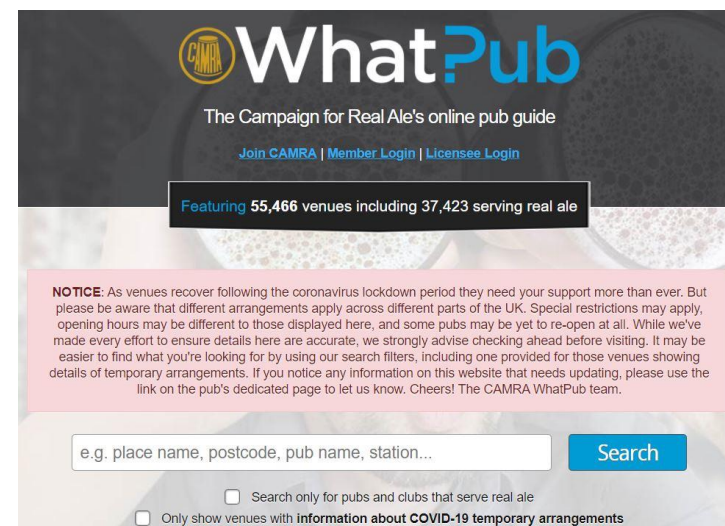 CAMRA WhatPub
The Campaign for Real Ale's online pub guide
Join CAMRA | Member Login | Licensee Login
Featuring 55,466 venues including 37,423 serving real ale
NOTICE: As venues recover following the coronavirus lockdown period they need your support more than ever. But
please be aware that different arrangements apply across different parts of the UK. Special restrictions may apply,
opening hours may be different to those displayed here, and some pubs may be yet to re-open at all. While we've
made every effort to ensure details here are accurate, we strongly advise checking ahead before visiting. It may be
easier to find what you're looking for by using our search filters, including one provided for those venues showing
details of temporary arrangements. If you notice any information on this website that needs updating, please use the
link on the pub's dedicated page to let us know. Cheers! The CAMRA WhatPub team.
e.g. place name, postcode, pub name, station... Search
Search only for pubs and clubs that serve real ale
Only show venues with information about COVID-19 temporary arrangements